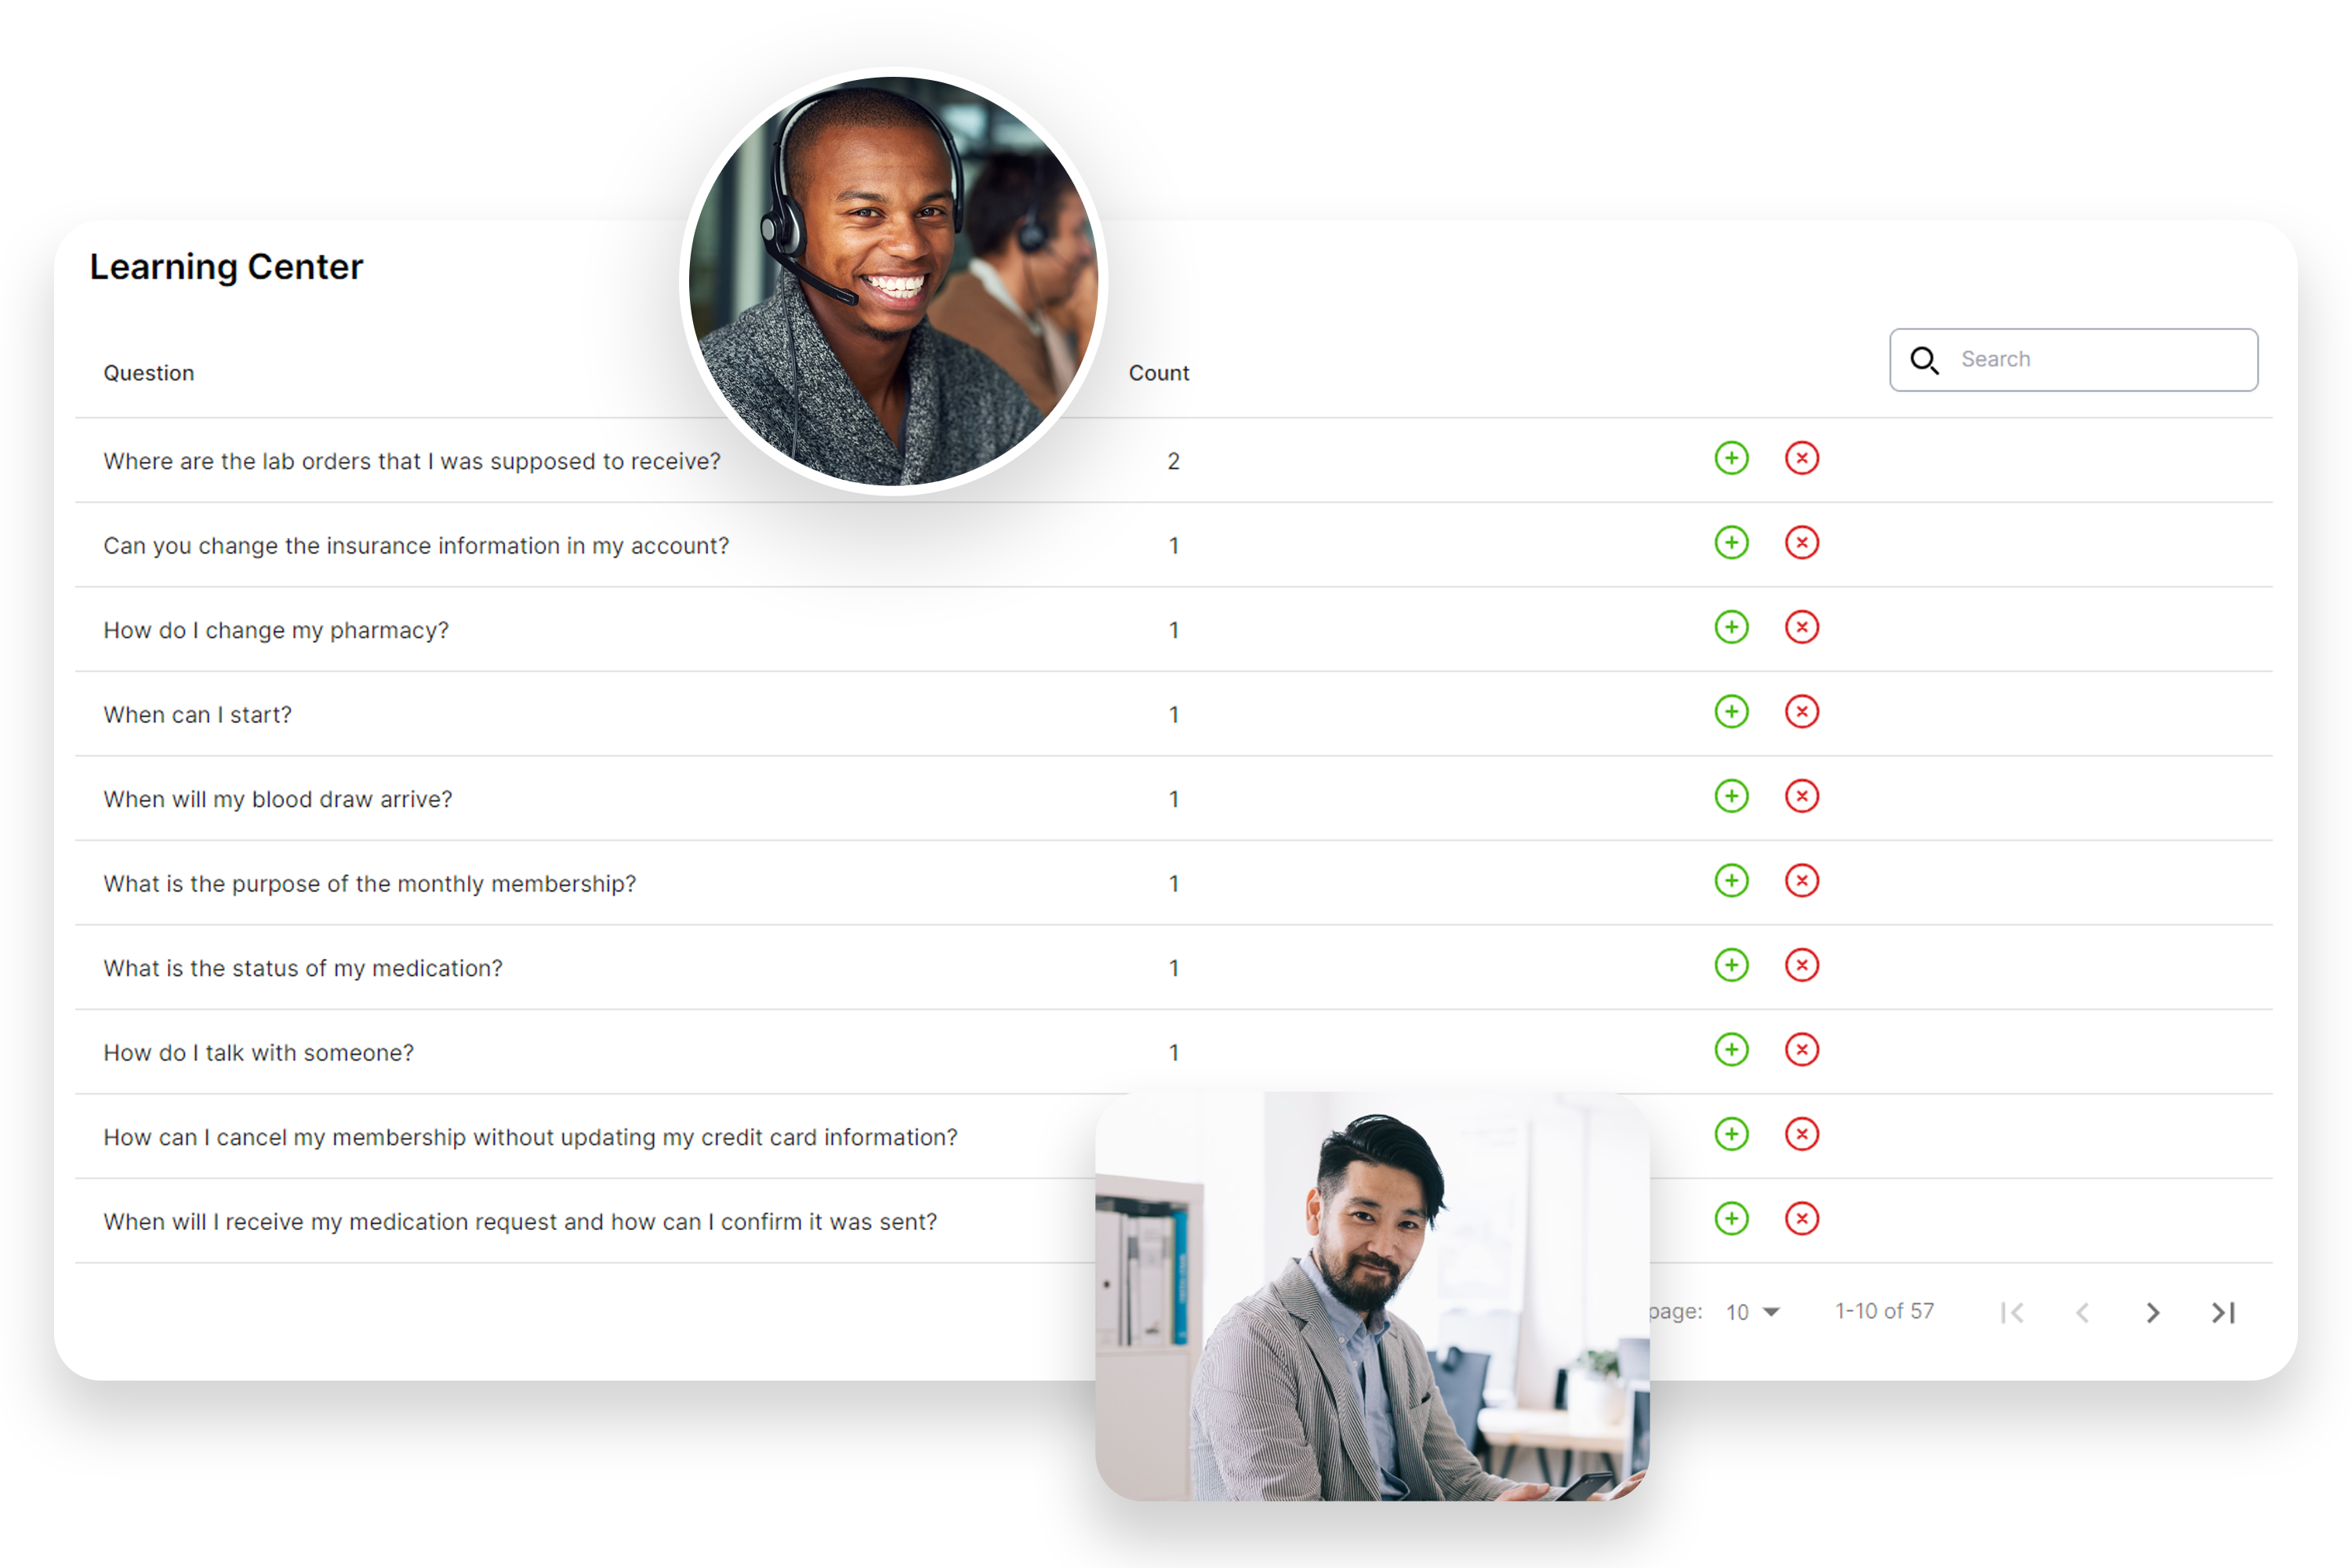 Learning Center
Search
Question Count
Where are the lab orders that I was supposed to receive? 2
Can you change the insurance information in my account? 1
How do I change my pharmacy? 1
When can I start? 1
When will my blood draw arrive? 1
What is the purpose of the monthly membership? 1
What is the status of my medication? 1
How do I talk with someone? 1
How can I cancel my membership without updating my credit card information?
When will I receive my medication request and how can I confirm it was sent?
page: 10 1-10 of 57